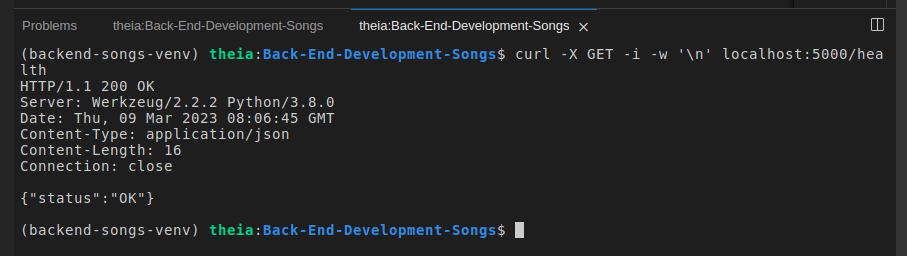 Problems theia:Back-End-Development-Songs theia:Back-End-Development-Songs
(backend-songs-venv) theia:Back-End-Development-Songs$ curl -X GET -i -w '\n' localhost:5000/hea
lth
HTTP/1.1 200 OK
Server: Werkzeug/2.2.2 Python/3.8.0
Date: Thu, 09 Mar 2023 08:06:45 GMT
Content-Type: application/json
Content-Length: 16
Connection: close
{"status":"OK"}
(backend-songs-venv) theia:Back-End-Development-Songs$